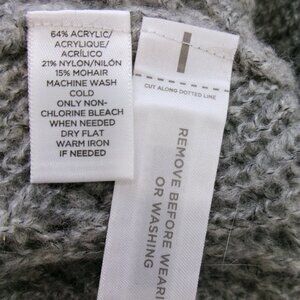 64% ACRYLIC/
ACRYLIQUE/
ACRÍLICO
21% NYLON/NILÓN
15% MOHAIR
MACHINE WASH
COLD
ONLY NON-
CHLORINE BLEACH
WHEN NEEDED
DRY FLAT
WARM IRON
IF NEEDED
CUT ALONG DOTTED LINE
REMOVE BEFORE WEARI
OR WASHING